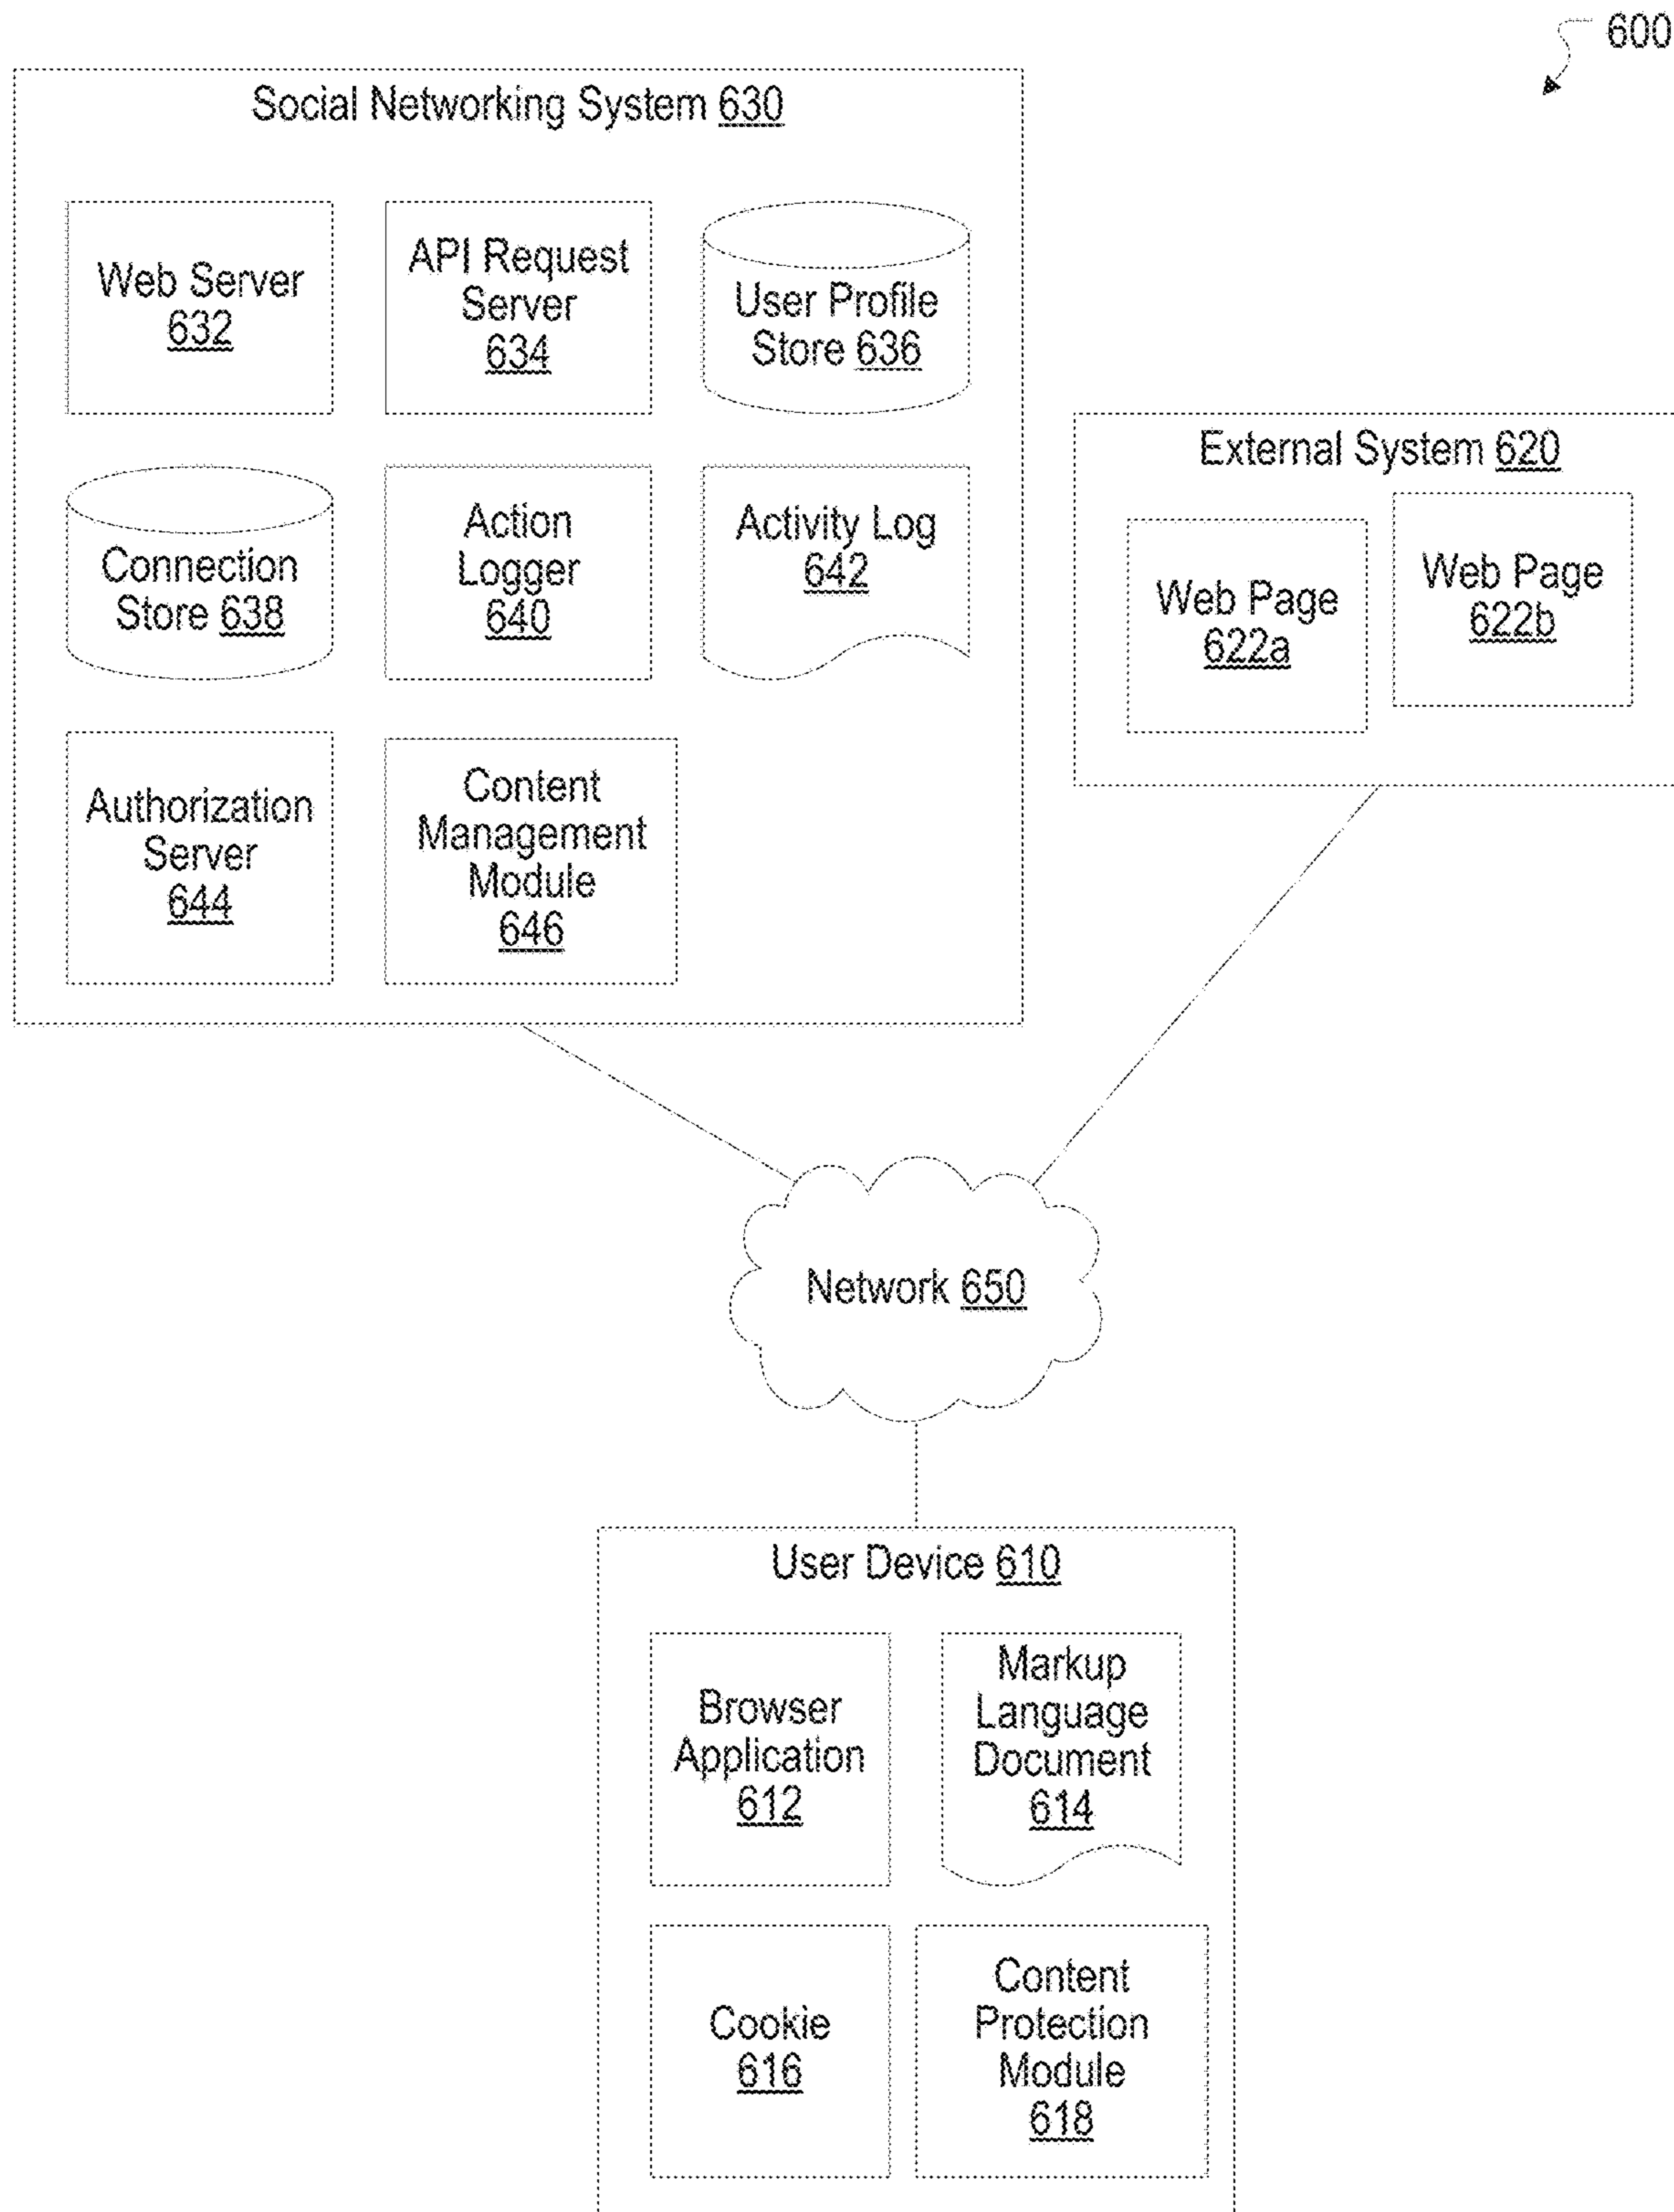 600
Social Networking System 630
Web Server
632
API Request
Server
634
User Profile
Store 636
Connection
Store 638
Action
Logger
640
Activity Log
642
Authorization
Server
644
Content
Management
Module
646
External System 620
Web Page
622a
Web Page
622b
Network 650
User Device 610
Browser
Application
612
Markup
Language
Document
614
Cookie
616
Content
Protection
Module
618